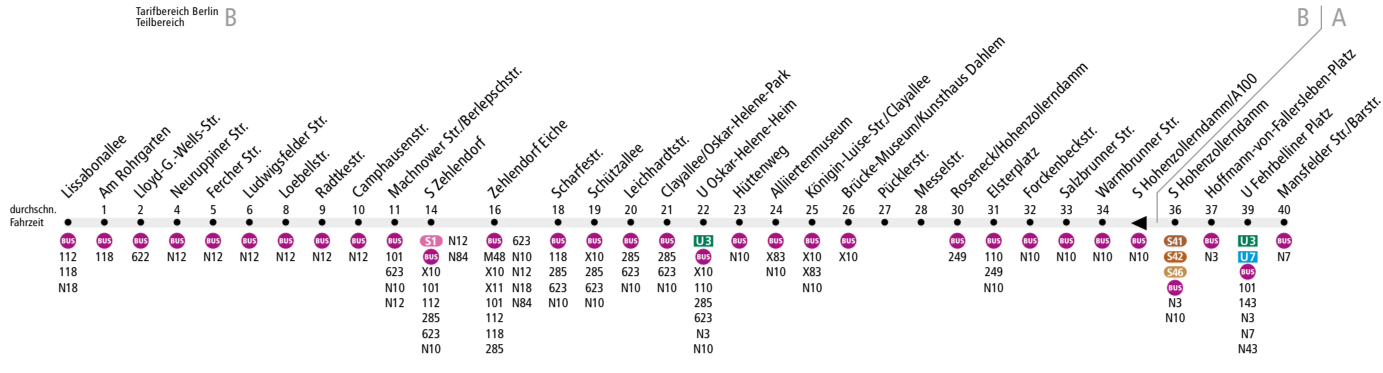 Tarifbereich Berlin
Teilbereich
B
B
A
Lissabonallee
Am Rohrgarten
Lloyd-G.-Wells-Str.
Neuruppiner Str.
Fercher Str.
Ludwigsfelder Str.
Loebellstr.
Radtkestr.
Camphausenstr.
Machnower Str./Berlepschstr.
S Zehlendorf
Zehlendorf Eiche
Scharfestr.
Schützallee
Leichhardtstr.
Clayallee/Oskar-Helene-Park
U Oskar-Helene-Heim
Hüttenweg
AlliiertenMuseum
Königin-Luise-Str./Clayallee
Brücke-Museum/Kunsthaus Dahlem
Pücklerstr.
Messelstr.
Roseneck/Hohenzollerndamm
Elsterplatz
Forckenbeckstr.
Salzbrunner Str.
Warmbrunner Str.
S Hohenzollerndamm/A100
S Hohenzollerndamm
Hoffmann-von-Fallersleben-Platz
U Fehrbelliner Platz
Mansfelder Str./Barstr.
durchschn. 1 2 4 5 6 8 9 10 11 14 16 18 19 20 21 22 23 24 25 26 27 28 30 31 32 33 34 36 37 39 40
Fahrzeit
BUS
112
118
N18
BUS
118
BUS
622
BUS
N12
BUS
N12
BUS
N12
BUS
N12
BUS
N12
BUS
N12
BUS
101
623
N10
N12
S1 N12
BUS N84
X10
101
112
285
623
N10
BUS 623
M48 N10
X10 N12
X11 N18
101 N84
112
118
285
BUS
118
285
623
N10
BUS
X10
285
623
N10
BUS
285
623
N10
BUS
285
623
N10
U3
BUS
X10
110
285
623
N3
N10
BUS
N10
BUS
X83
N10
BUS
X10
X83
N10
BUS
X10
BUS
249
BUS
110
249
N10
BUS
N10
BUS
N10
BUS
N10
BUS
N10
S41
S42
S46
BUS
N3
N10
BUS
N3
U3
U7
BUS
101
143
N3
N7
N43
BUS
N7